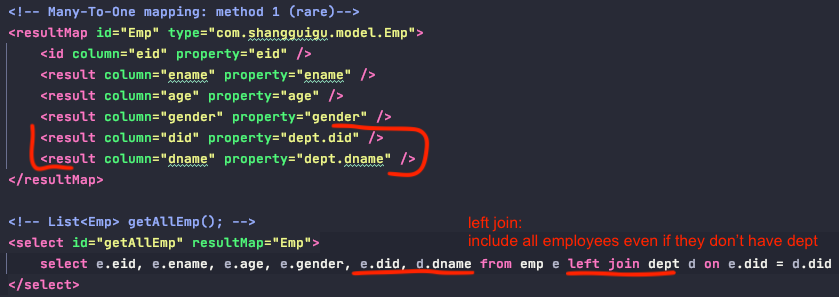 <!-- Many-To-One mapping: method 1 (rare)-->
<resultMap id="Emp" type="com.shangguigu.model.Emp">
<id column="eid" property="eid" />
<result column="ename" property="ename" />
<result column="age" property="age" />
<result column="gender" property="gender" />
<result column="did" property="dept.did" />
<result column="dname" property="dept.dname" />
</resultMap>
<!-- List<Emp> getAllEmp(); -->
left join:
include all employees even if they don't have dept
<select id="getAllEmp" resultMap="Emp">
select e.eid, e.ename, e.age, e.gender, e.did, d.dname from emp e left join dept d on e.did = d.did
</select>